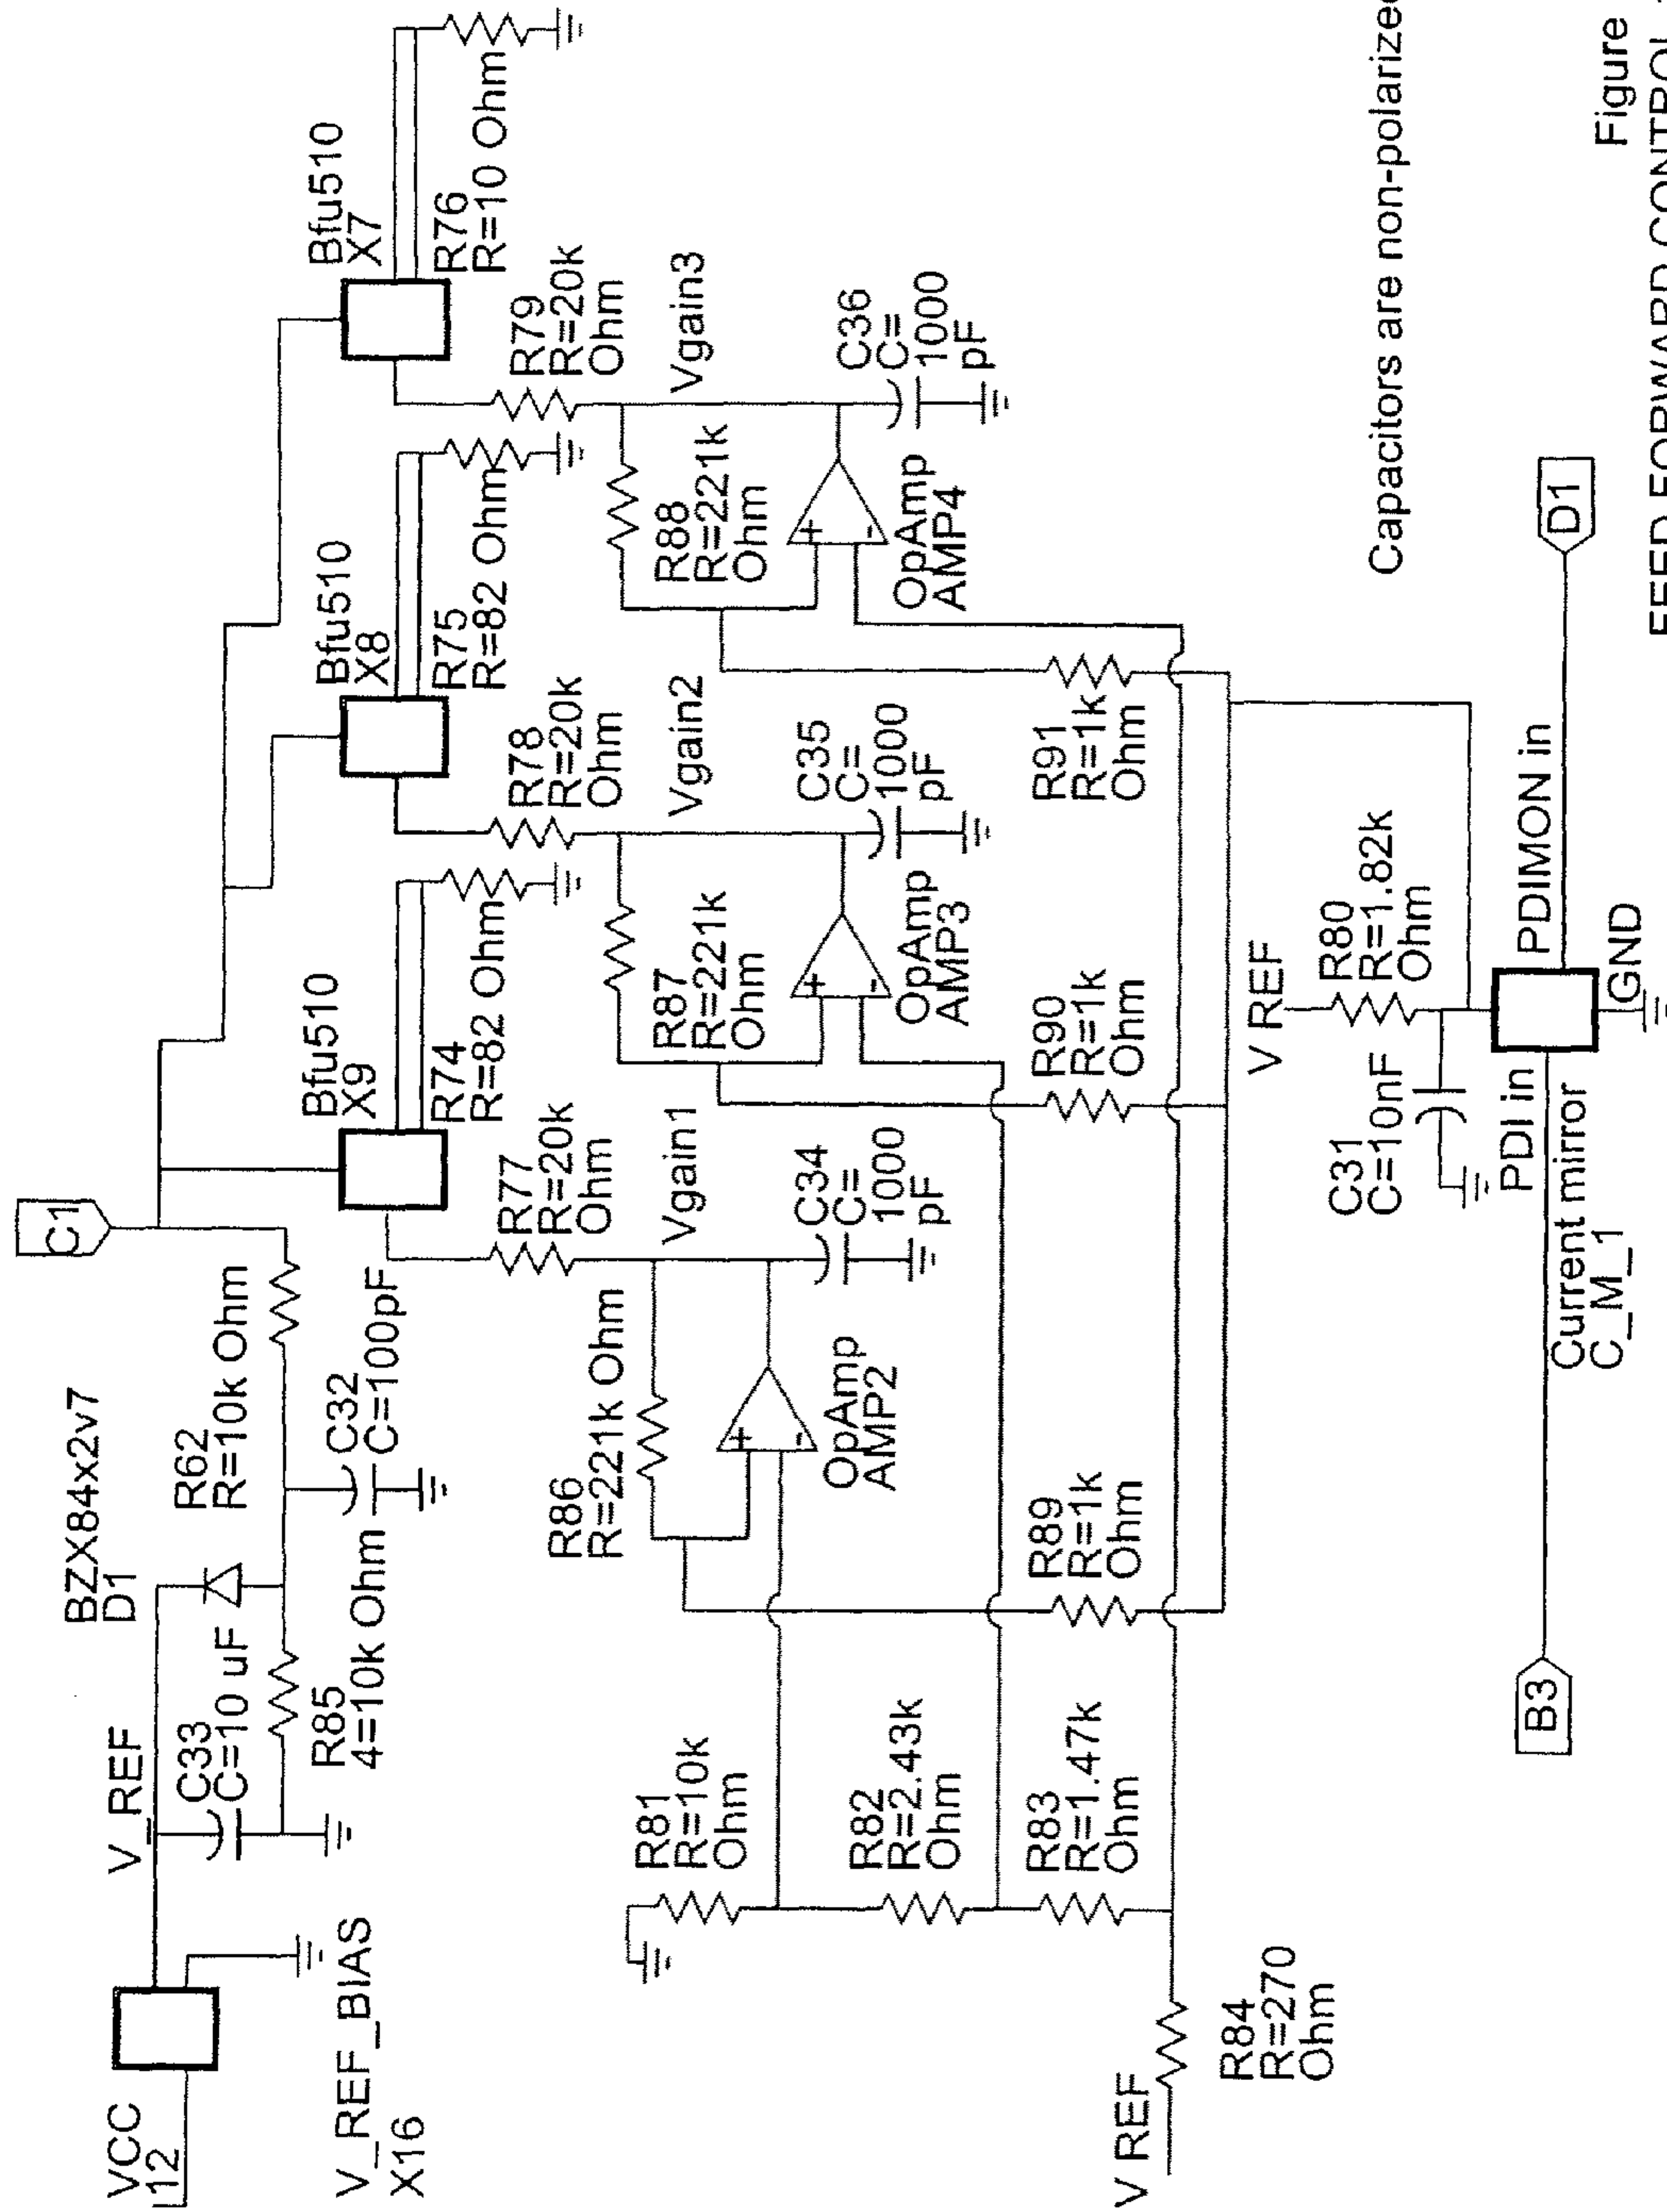 VCC
12
V_REF_BIAS
X16
V_REF
C33
C=10 uF
R85
4=10k Ohm
BZX84x2v7
D1
R62
R=10k Ohm
C32
C=100pF
C1
Bfu510
X9
R74
R=82 Ohm
Bfu510
X8
R75
R=82 Ohm
Bfu510
X7
R76
R=10 Ohm
R77
R=20k
Ohm
Vgain1
R78
R=20k
Ohm
Vgain2
R79
R=20k
Ohm
Vgain3
R86
R=221k Ohm
+
-
OpAmp
AMP2
C34
C=
1000
pF
R87
R=221k
Ohm
+
-
OpAmp
AMP3
C35
C=
1000
pF
R88
R=221k
Ohm
+
-
OpAmp
AMP4
C36
C=
1000
pF
R81
R=10k
Ohm
R82
R=2.43k
Ohm
R83
R=1.47k
Ohm
V REF
R84
R=270
Ohm
R89
R=1k
Ohm
R90
R=1k
Ohm
R91
R=1k
Ohm
V REF
R80
R=1.82k
Ohm
C31
C=10nF
B3
PDI in
Current mirror
C_M_1
PDIMON in
GND
D1
Capacitors are non-polarized
Figure
FEED FORWARD CONTROL